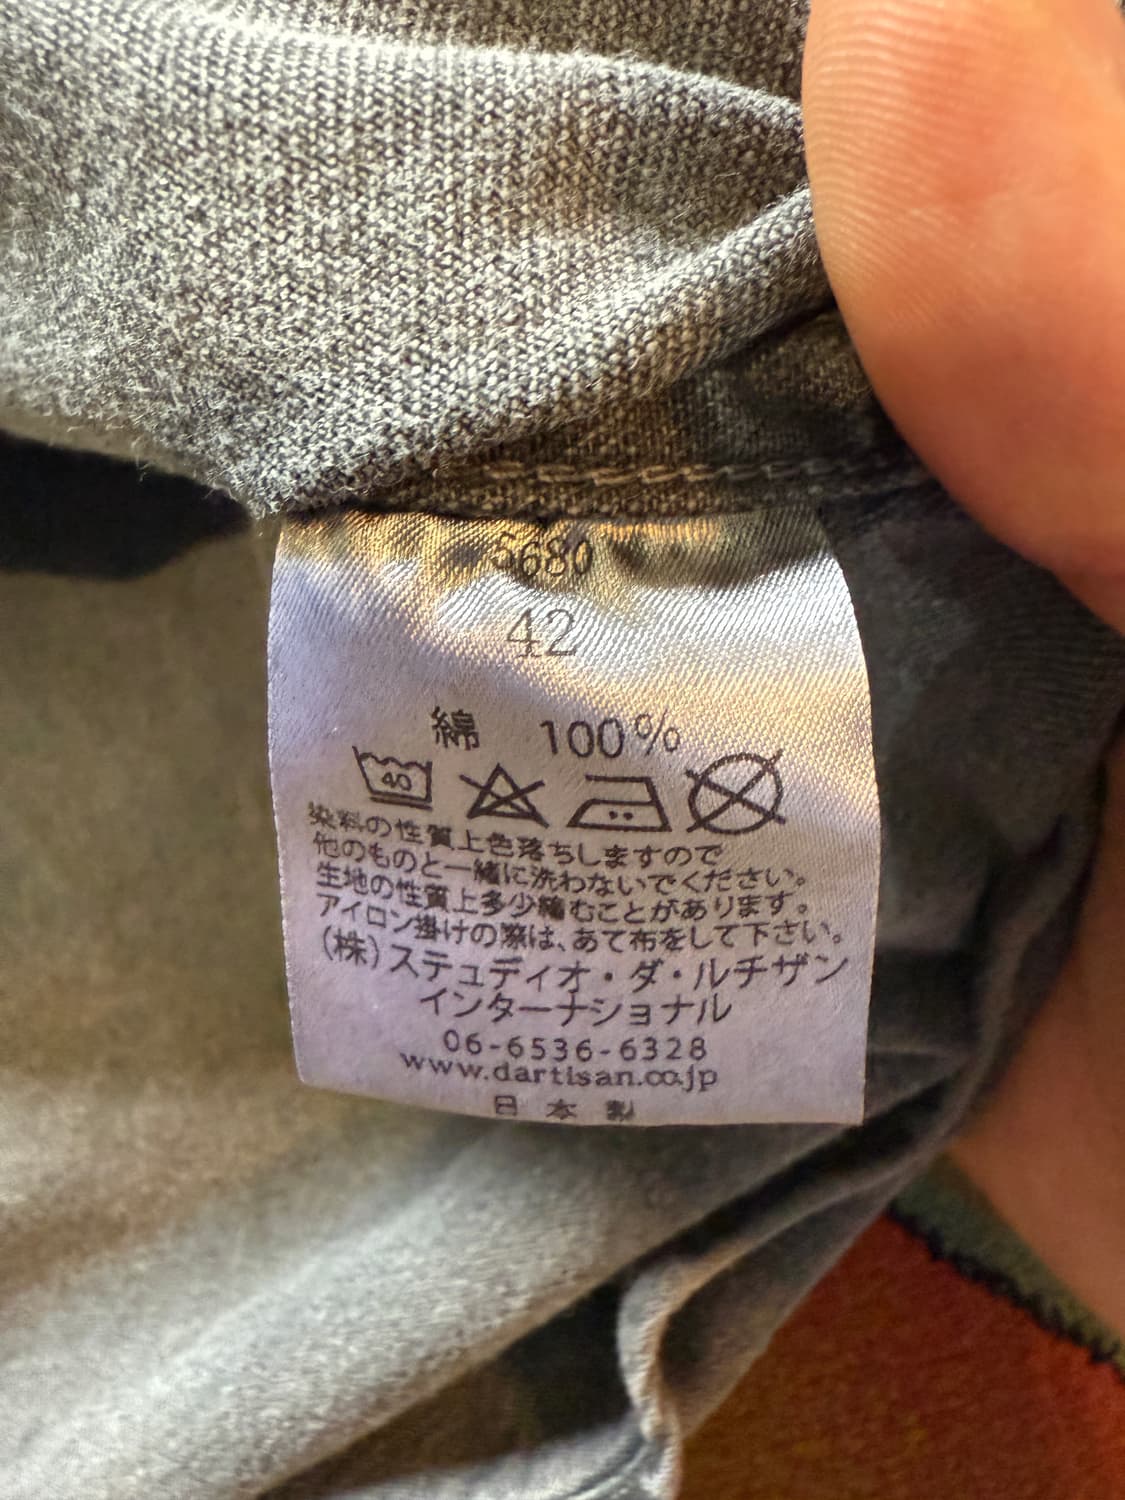 5680
42
綿 100%
40
染料の性質上色落ちしますので
他のものと一緒に洗わないでください。
生地の性質上多少縮むことがあります。
アイロン掛けの際は、あて布をして下さい。
(株)ステュディオ・ダ・ルチザン
インターナショナル
06-6536-6328
www.dartisan.co.jp
日本製